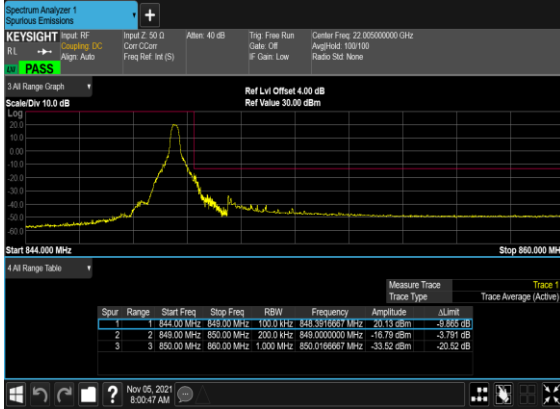 Spectrum Analyzer 1
Spurious Emissions
KEYSIGHT
RL
Input: RF
Coupling: DC
Align: Auto
Input Z: 50 Ω
Corr CCorr
Freq Ref: Int (S)
Atten: 40 dB
Trig: Free Run
Gate: Off
IF Gain: Low
Center Freq: 22.005000000 GHz
Avg|Hold: 100/100
Radio Std: None
PASS
3 All Range Graph
Scale/Div 10.0 dB
Ref Lvl Offset 4.00 dB
Ref Value 30.00 dBm
Log
20.0
10.0
0.00
-10.0
-20.0
-30.0
-40.0
-50.0
-60.0
Start 844.000 MHz
Stop 860.000 MH
4 All Range Table
Measure Trace Trace 1
Trace Type Trace Average (Active)
Spur Range Start Freq Stop Freq RBW Frequency Amplitude ΔLimit
1 1 844.00 MHz 849.00 MHz 100.0 kHz 848.3916667 MHz 20.13 dBm -9.865 dB
2 2 849.00 MHz 850.00 MHz 200.0 kHz 849.0000000 MHz -16.79 dBm -3.791 dB
3 3 850.00 MHz 860.00 MHz 1.000 MHz 850.0166667 MHz -33.52 dBm -20.52 dB
?
Nov 05, 2021
8:00:47 AM